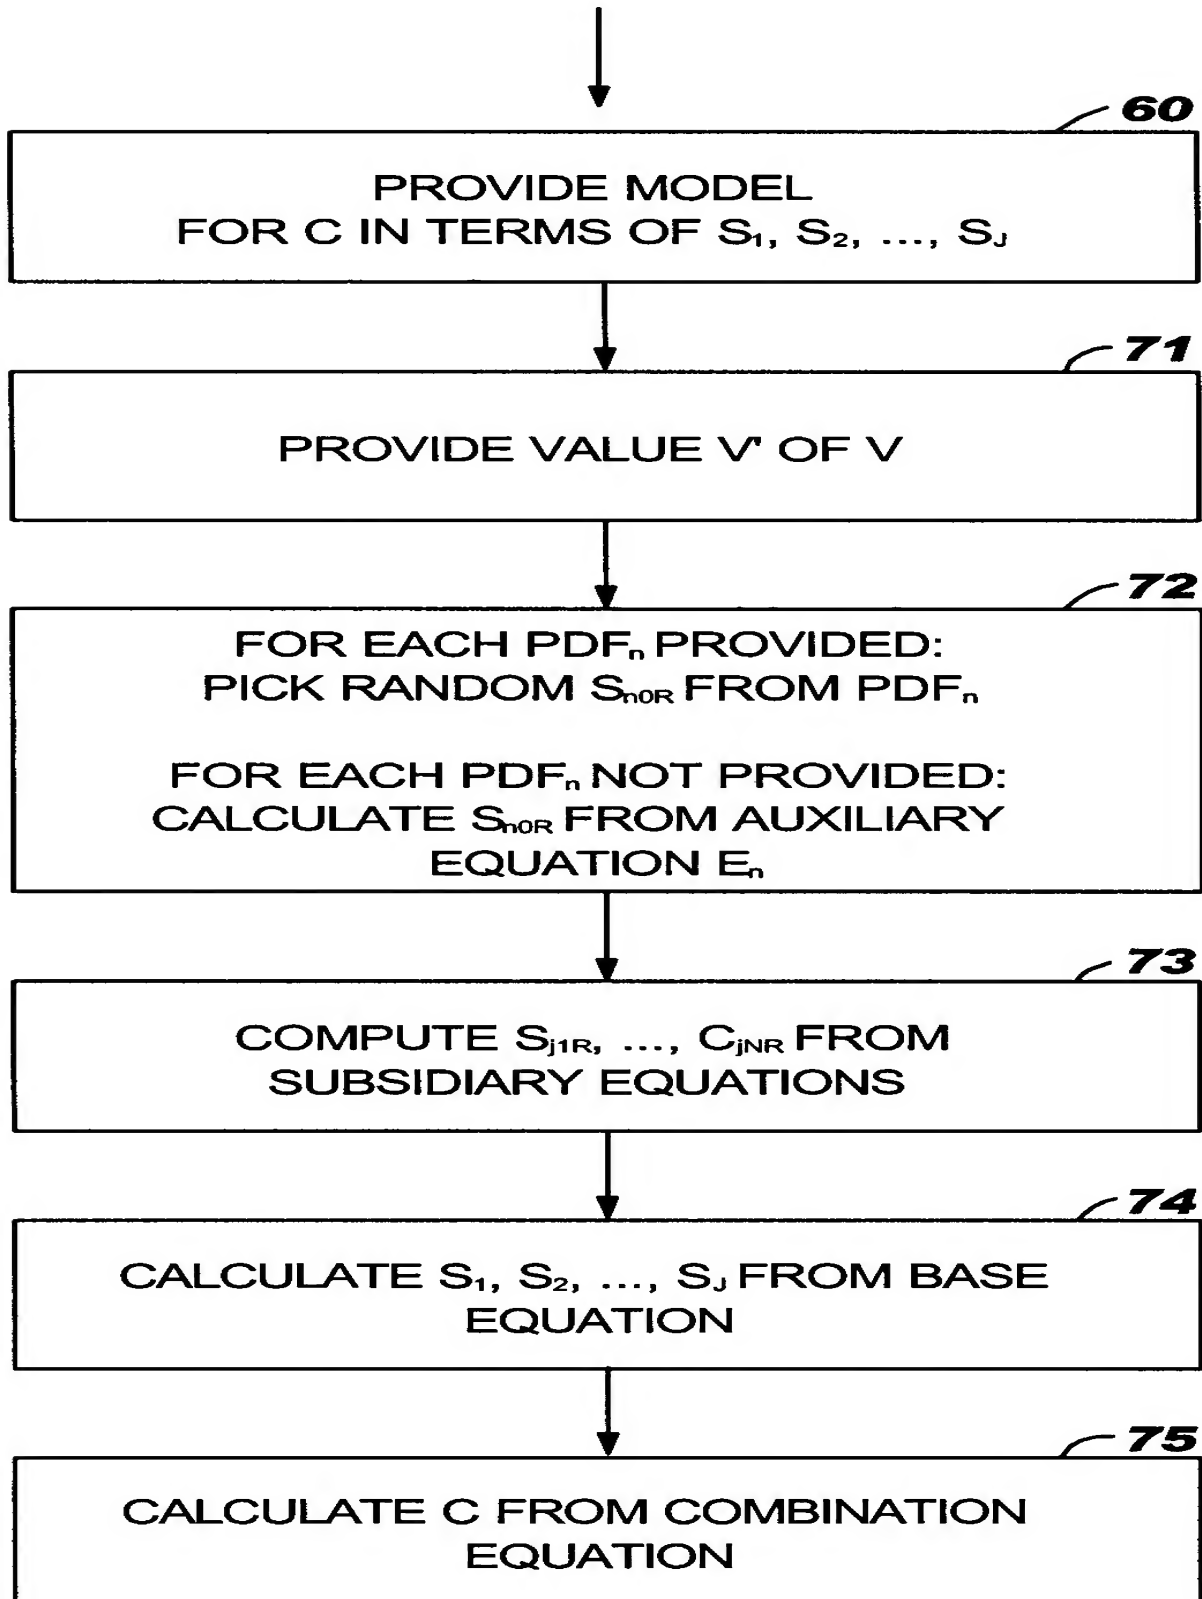 60
PROVIDE MODEL
FOR C IN TERMS OF S₁, S₂, ..., S_J
71
PROVIDE VALUE V' OF V
72
FOR EACH PDFₙ PROVIDED:
PICK RANDOM Sₙ₀R FROM PDFₙ
FOR EACH PDFₙ NOT PROVIDED:
CALCULATE Sₙ₀R FROM AUXILIARY
EQUATION Eₙ
73
COMPUTE Sj1R, ..., CjNR FROM
SUBSIDIARY EQUATIONS
74
CALCULATE S₁, S₂, ..., S_J FROM BASE
EQUATION
75
CALCULATE C FROM COMBINATION
EQUATION